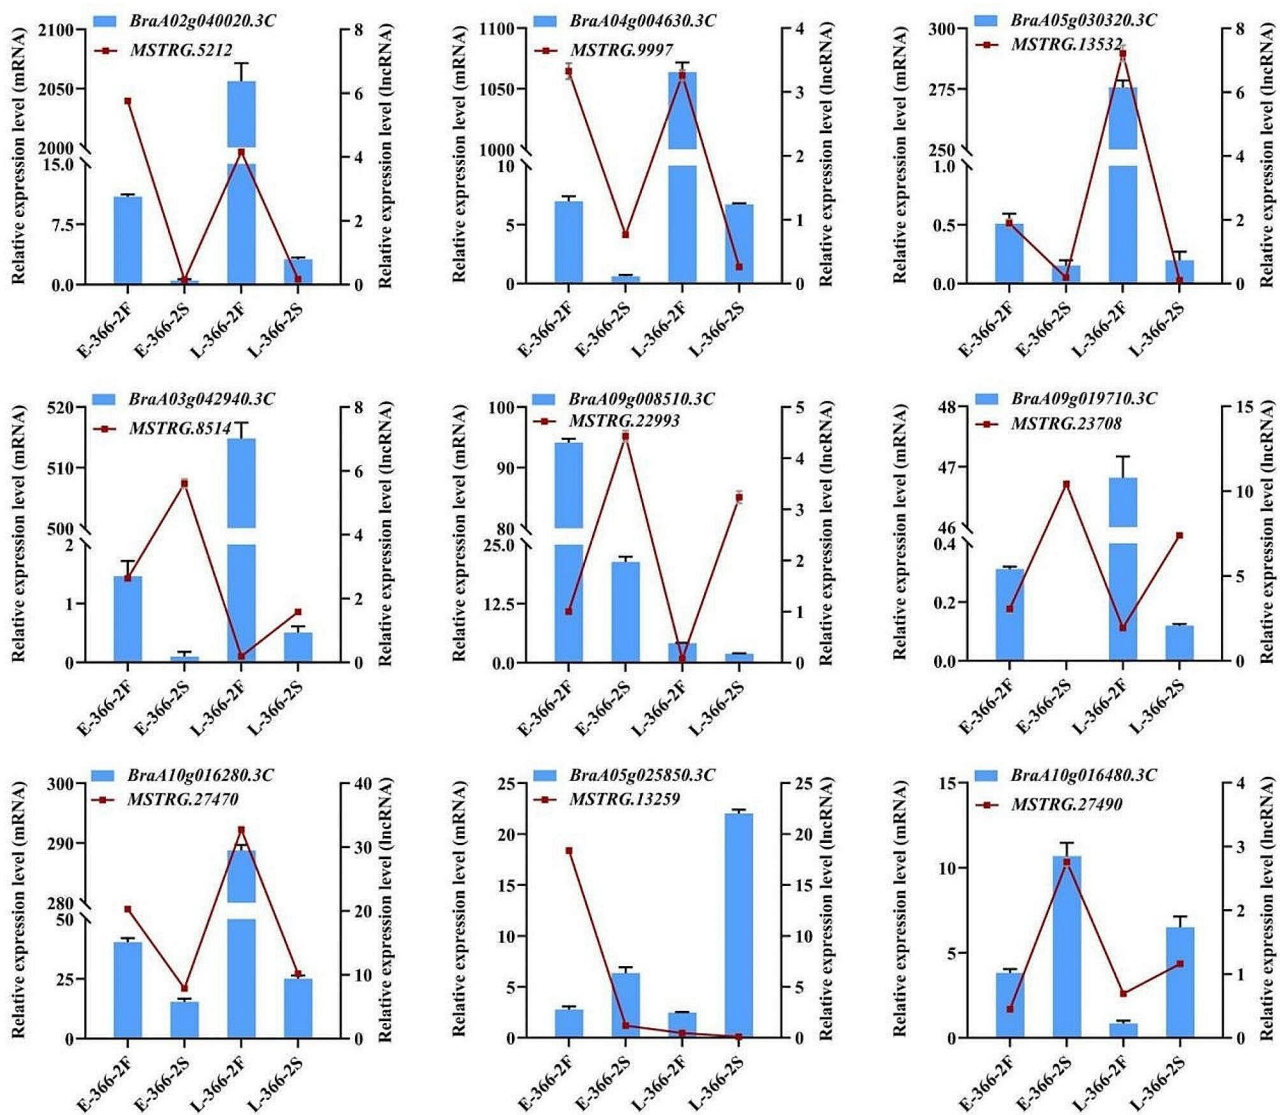 BraA02g040020.3C
MSTRG.5212
Relative expression level (mRNA)
2100
2050
2000
15.0
7.5
0.0
8
6
4
2
0
Relative expression level (lncRNA)
E-366-2F
E-366-2S
L-366-2F
L-366-2S
BraA04g004630.3C
MSTRG.9997
Relative expression level (mRNA)
1100
1050
1000
10
5
0
4
3
2
1
0
Relative expression level (lncRNA)
E-366-2F
E-366-2S
L-366-2F
L-366-2S
BraA05g030320.3C
MSTRG.13532
Relative expression level (mRNA)
300
275
250
1.0
0.5
0.0
8
6
4
2
0
Relative expression level (lncRNA)
E-366-2F
E-366-2S
L-366-2F
L-366-2S
BraA03g042940.3C
MSTRG.8514
Relative expression level (mRNA)
520
510
500
2
1
0
8
6
4
2
0
Relative expression level (lncRNA)
E-366-2F
E-366-2S
L-366-2F
L-366-2S
BraA09g008510.3C
MSTRG.22993
Relative expression level (mRNA)
100
90
80
25.0
12.5
0.0
5
4
3
2
1
0
Relative expression level (lncRNA)
E-366-2F
E-366-2S
L-366-2F
L-366-2S
BraA09g019710.3C
MSTRG.23708
Relative expression level (mRNA)
48
47
46
0.4
0.2
0.0
15
10
5
0
Relative expression level (lncRNA)
E-366-2F
E-366-2S
L-366-2F
L-366-2S
BraA10g016280.3C
MSTRG.27470
Relative expression level (mRNA)
300
290
280
50
25
0
40
30
20
10
0
Relative expression level (lncRNA)
E-366-2F
E-366-2S
L-366-2F
L-366-2S
BraA05g025850.3C
MSTRG.13259
Relative expression level (mRNA)
25
20
15
10
5
0
25
20
15
10
5
0
Relative expression level (lncRNA)
E-366-2F
E-366-2S
L-366-2F
L-366-2S
BraA10g016480.3C
MSTRG.27490
Relative expression level (mRNA)
15
10
5
0
4
3
2
1
0
Relative expression level (lncRNA)
E-366-2F
E-366-2S
L-366-2F
L-366-2S